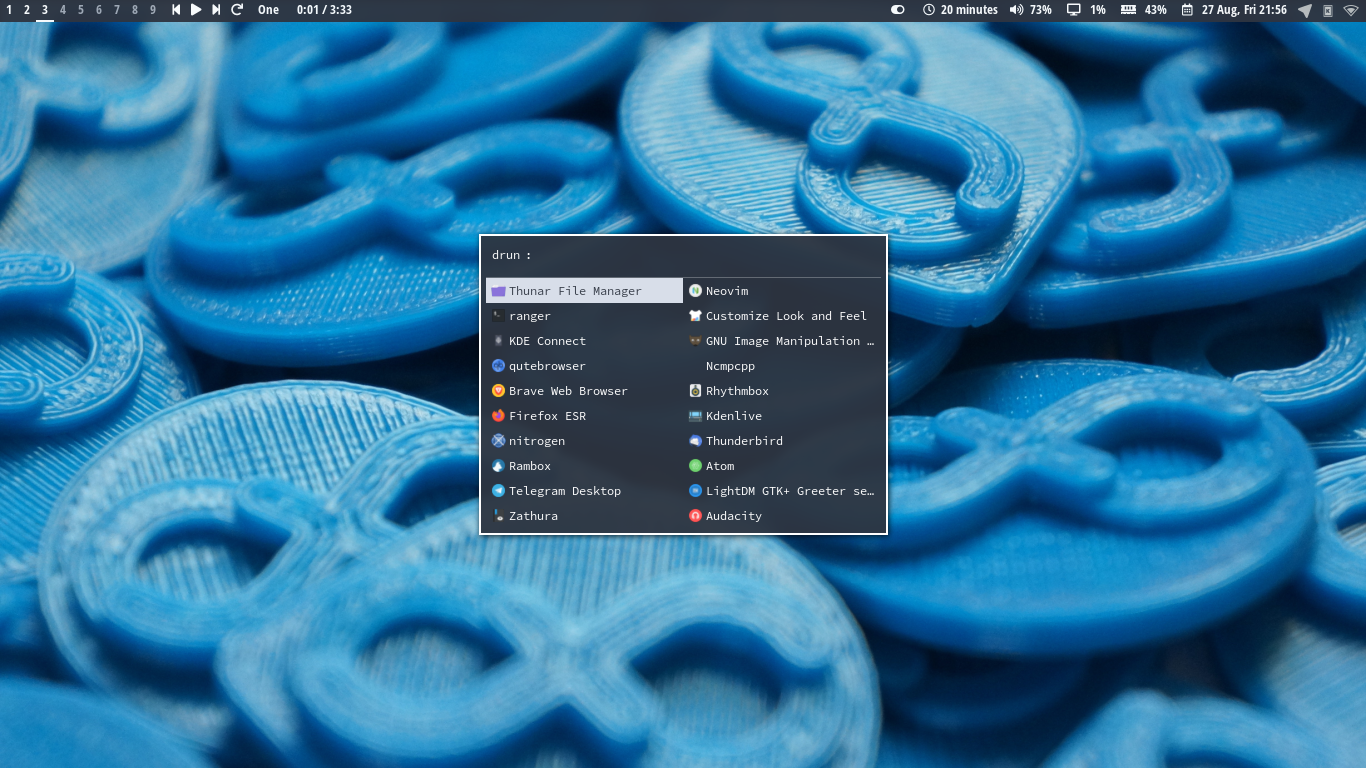 1 2 3 4 5 6 7 8 9 One 0:01 / 3:33 20 minutes 73% 1% 43% 27 Aug, Fri 21:56
drun :
Thunar File Manager Neovim
ranger Customize Look and Feel
KDE Connect GNU Image Manipulation …
qutebrowser Ncmpcpp
Brave Web Browser Rhythmbox
Firefox ESR Kdenlive
nitrogen Thunderbird
Rambox Atom
Telegram Desktop LightDM GTK+ Greeter se…
Zathura Audacity